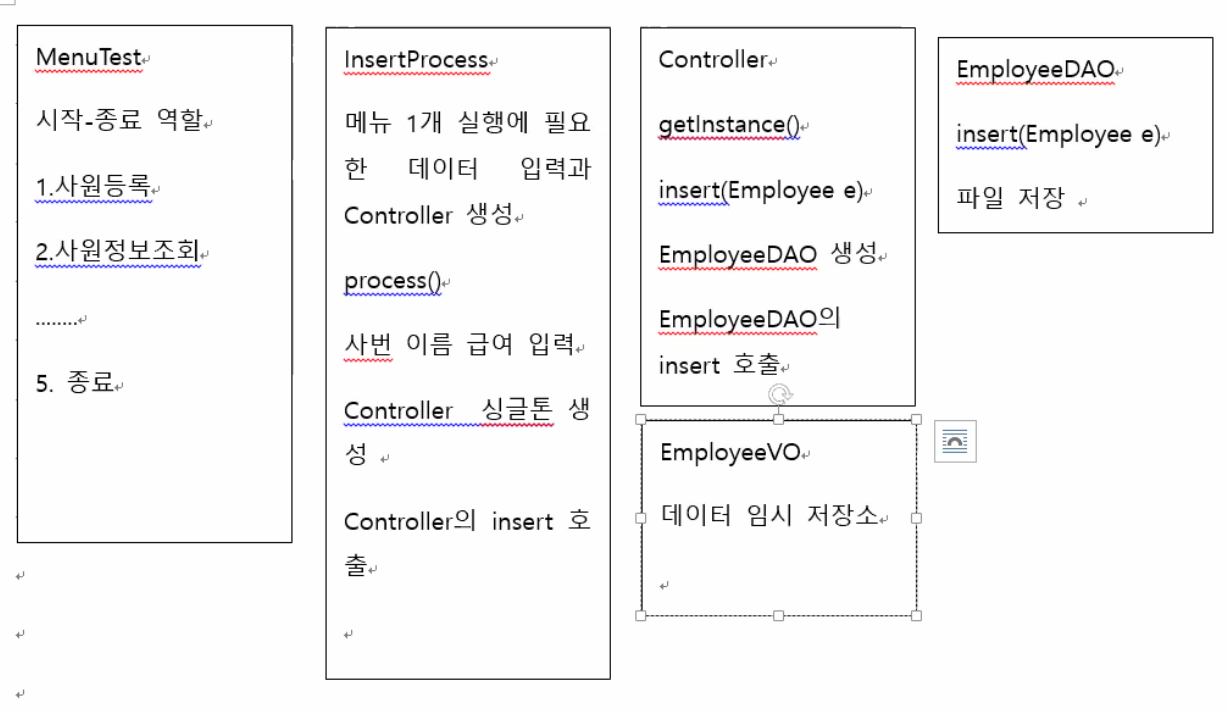 MenuTest
시작-종료 역할
1.사원등록
2.사원정보조회
........
5. 종료
InsertProcess
메뉴 1개 실행에 필요
한 데이터 입력과
Controller 생성
process()
사번 이름 급여 입력
Controller 싱글톤 생
성
Controller의 insert 호
출
Controller
getInstance()
insert(Employee e)
EmployeeDAO 생성
EmployeeDAO의
insert 호출
EmployeeVO
데이터 임시 저장소
EmployeeDAO
insert(Employee e)
파일 저장